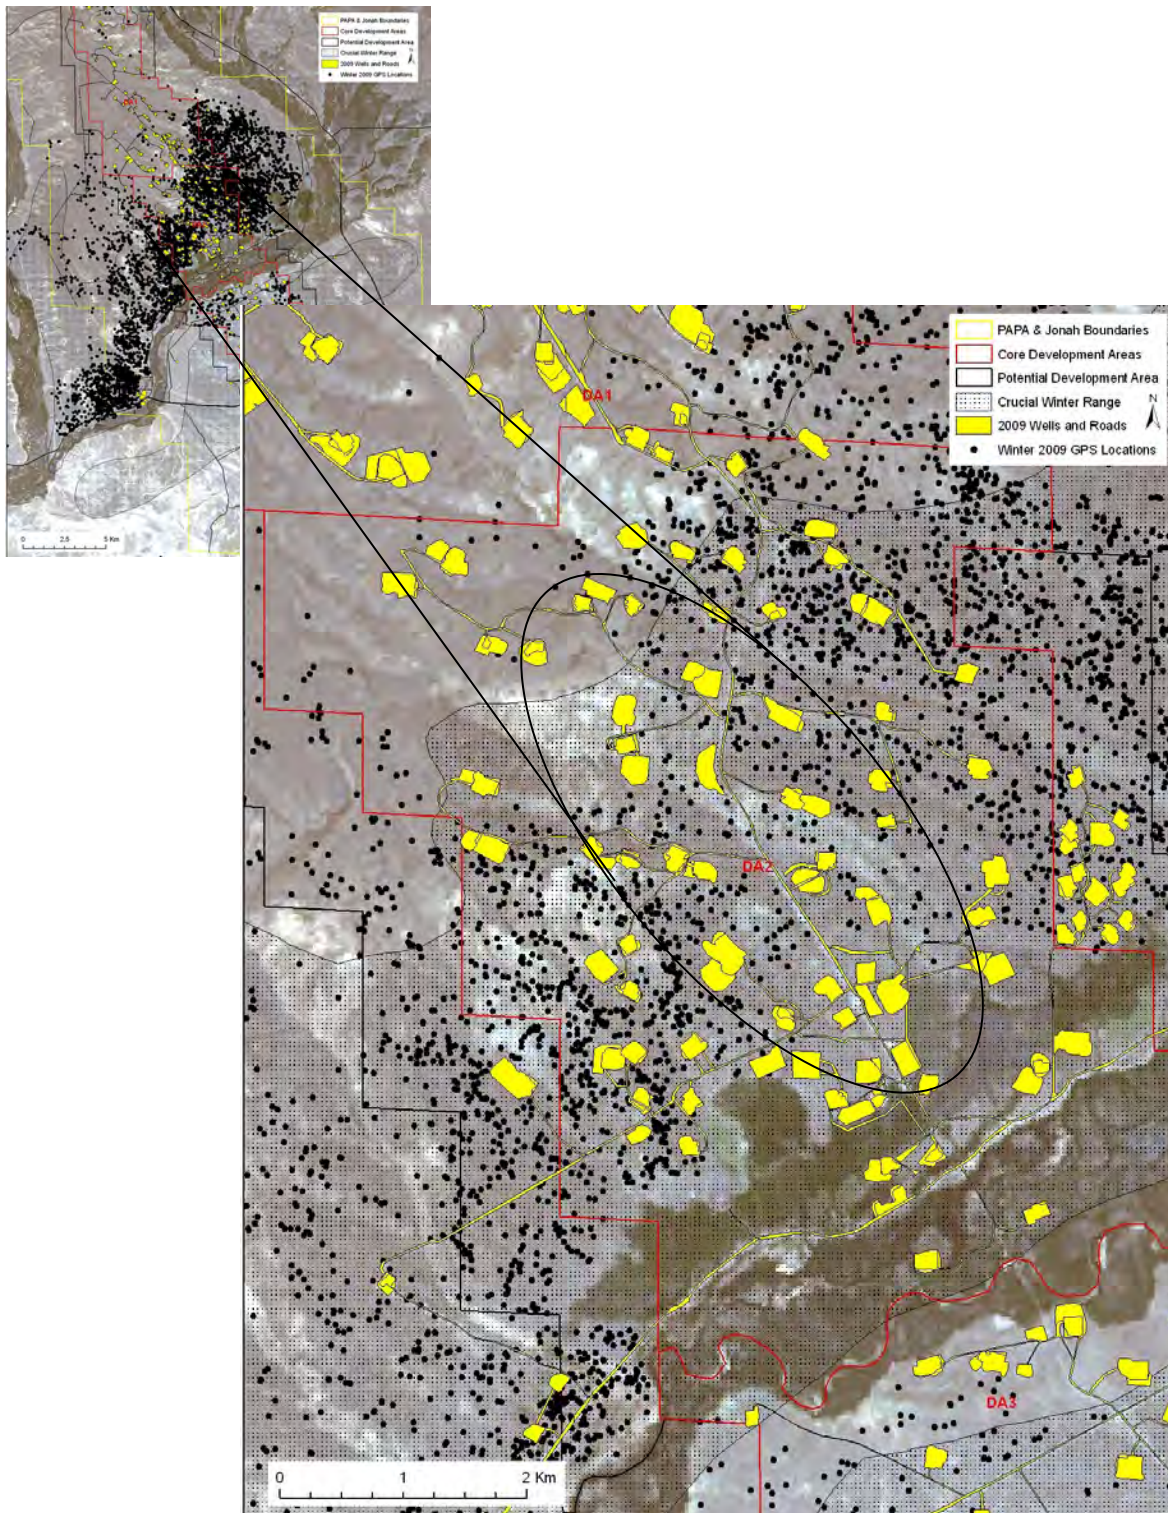 PAPA & Jonah Boundaries
Core Development Areas
Potential Development Area
Crucial Winter Range
2009 Wells and Roads
Winter 2009 GPS Locations
N
DA1
0 2.5 5 Km
PAPA & Jonah Boundaries
Core Development Areas
Potential Development Area
Crucial Winter Range
2009 Wells and Roads
Winter 2009 GPS Locations
N
DA1
DA2
DA3
0 1 2 Km